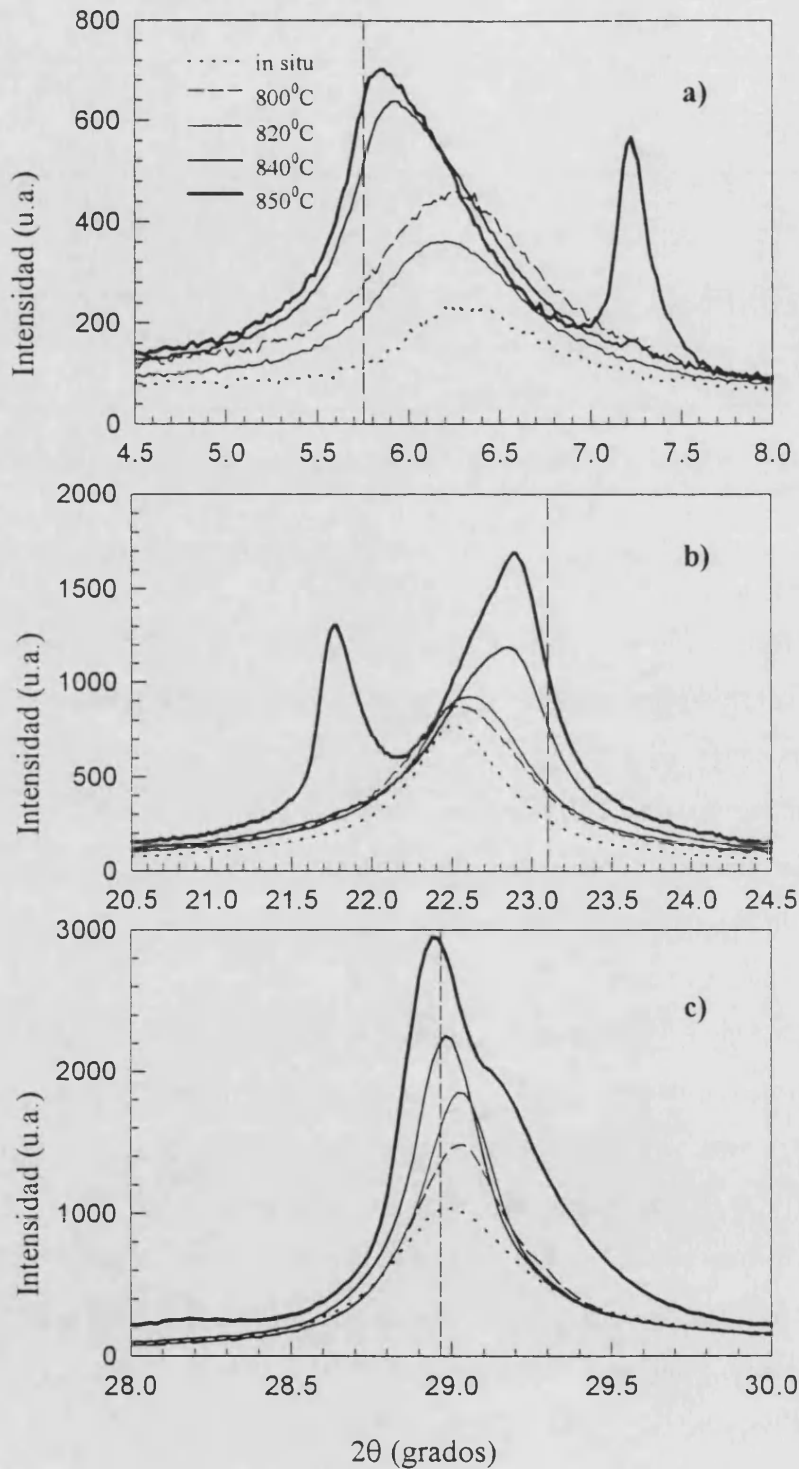 800
600
400
200
0
Intensidad (u.a.)
in situ
800⁰C
820⁰C
840⁰C
850⁰C
a)
4.5 5.0 5.5 6.0 6.5 7.0 7.5 8.0
2000
1500
1000
500
0
Intensidad (u.a.)
b)
20.5 21.0 21.5 22.0 22.5 23.0 23.5 24.0 24.5
3000
2000
1000
0
Intensidad (u.a.)
c)
28.0 28.5 29.0 29.5 30.0
2θ (grados)